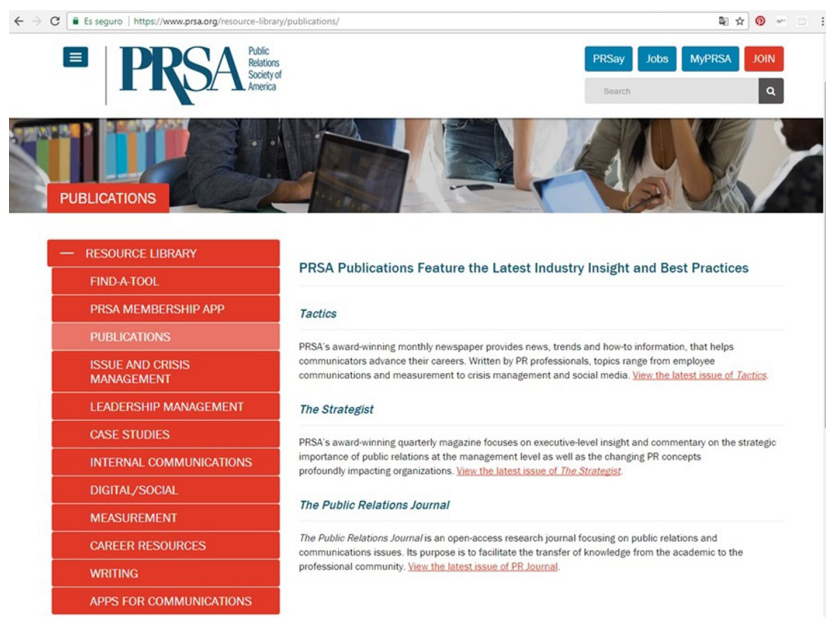 Es seguro | https://www.prsa.org/resource-library/publications/
PRSA
Public
Relations
Society of
America
PRSay
Jobs
MyPRSA
JOIN
Search
PUBLICATIONS
RESOURCE LIBRARY
FIND-A-TOOL
PRSA MEMBERSHIP APP
PUBLICATIONS
ISSUE AND CRISIS
MANAGEMENT
LEADERSHIP MANAGEMENT
CASE STUDIES
INTERNAL COMMUNICATIONS
DIGITAL/SOCIAL
MEASUREMENT
CAREER RESOURCES
WRITING
APPS FOR COMMUNICATIONS
PRSA Publications Feature the Latest Industry Insight and Best Practices
Tactics
PRSA's award-winning monthly newspaper provides news, trends and how-to information, that helps
communicators advance their careers. Written by PR professionals, topics range from employee
communications and measurement to crisis management and social media. View the latest issue of Tactics.
The Strategist
PRSA's award-winning quarterly magazine focuses on executive-level insight and commentary on the strategic
importance of public relations at the management level as well as the changing PR concepts
profoundly impacting organizations. View the latest issue of The Strategist.
The Public Relations Journal
The Public Relations Journal is an open-access research journal focusing on public relations and
communications issues. Its purpose is to facilitate the transfer of knowledge from the academic to the
professional community. View the latest issue of PR Journal.